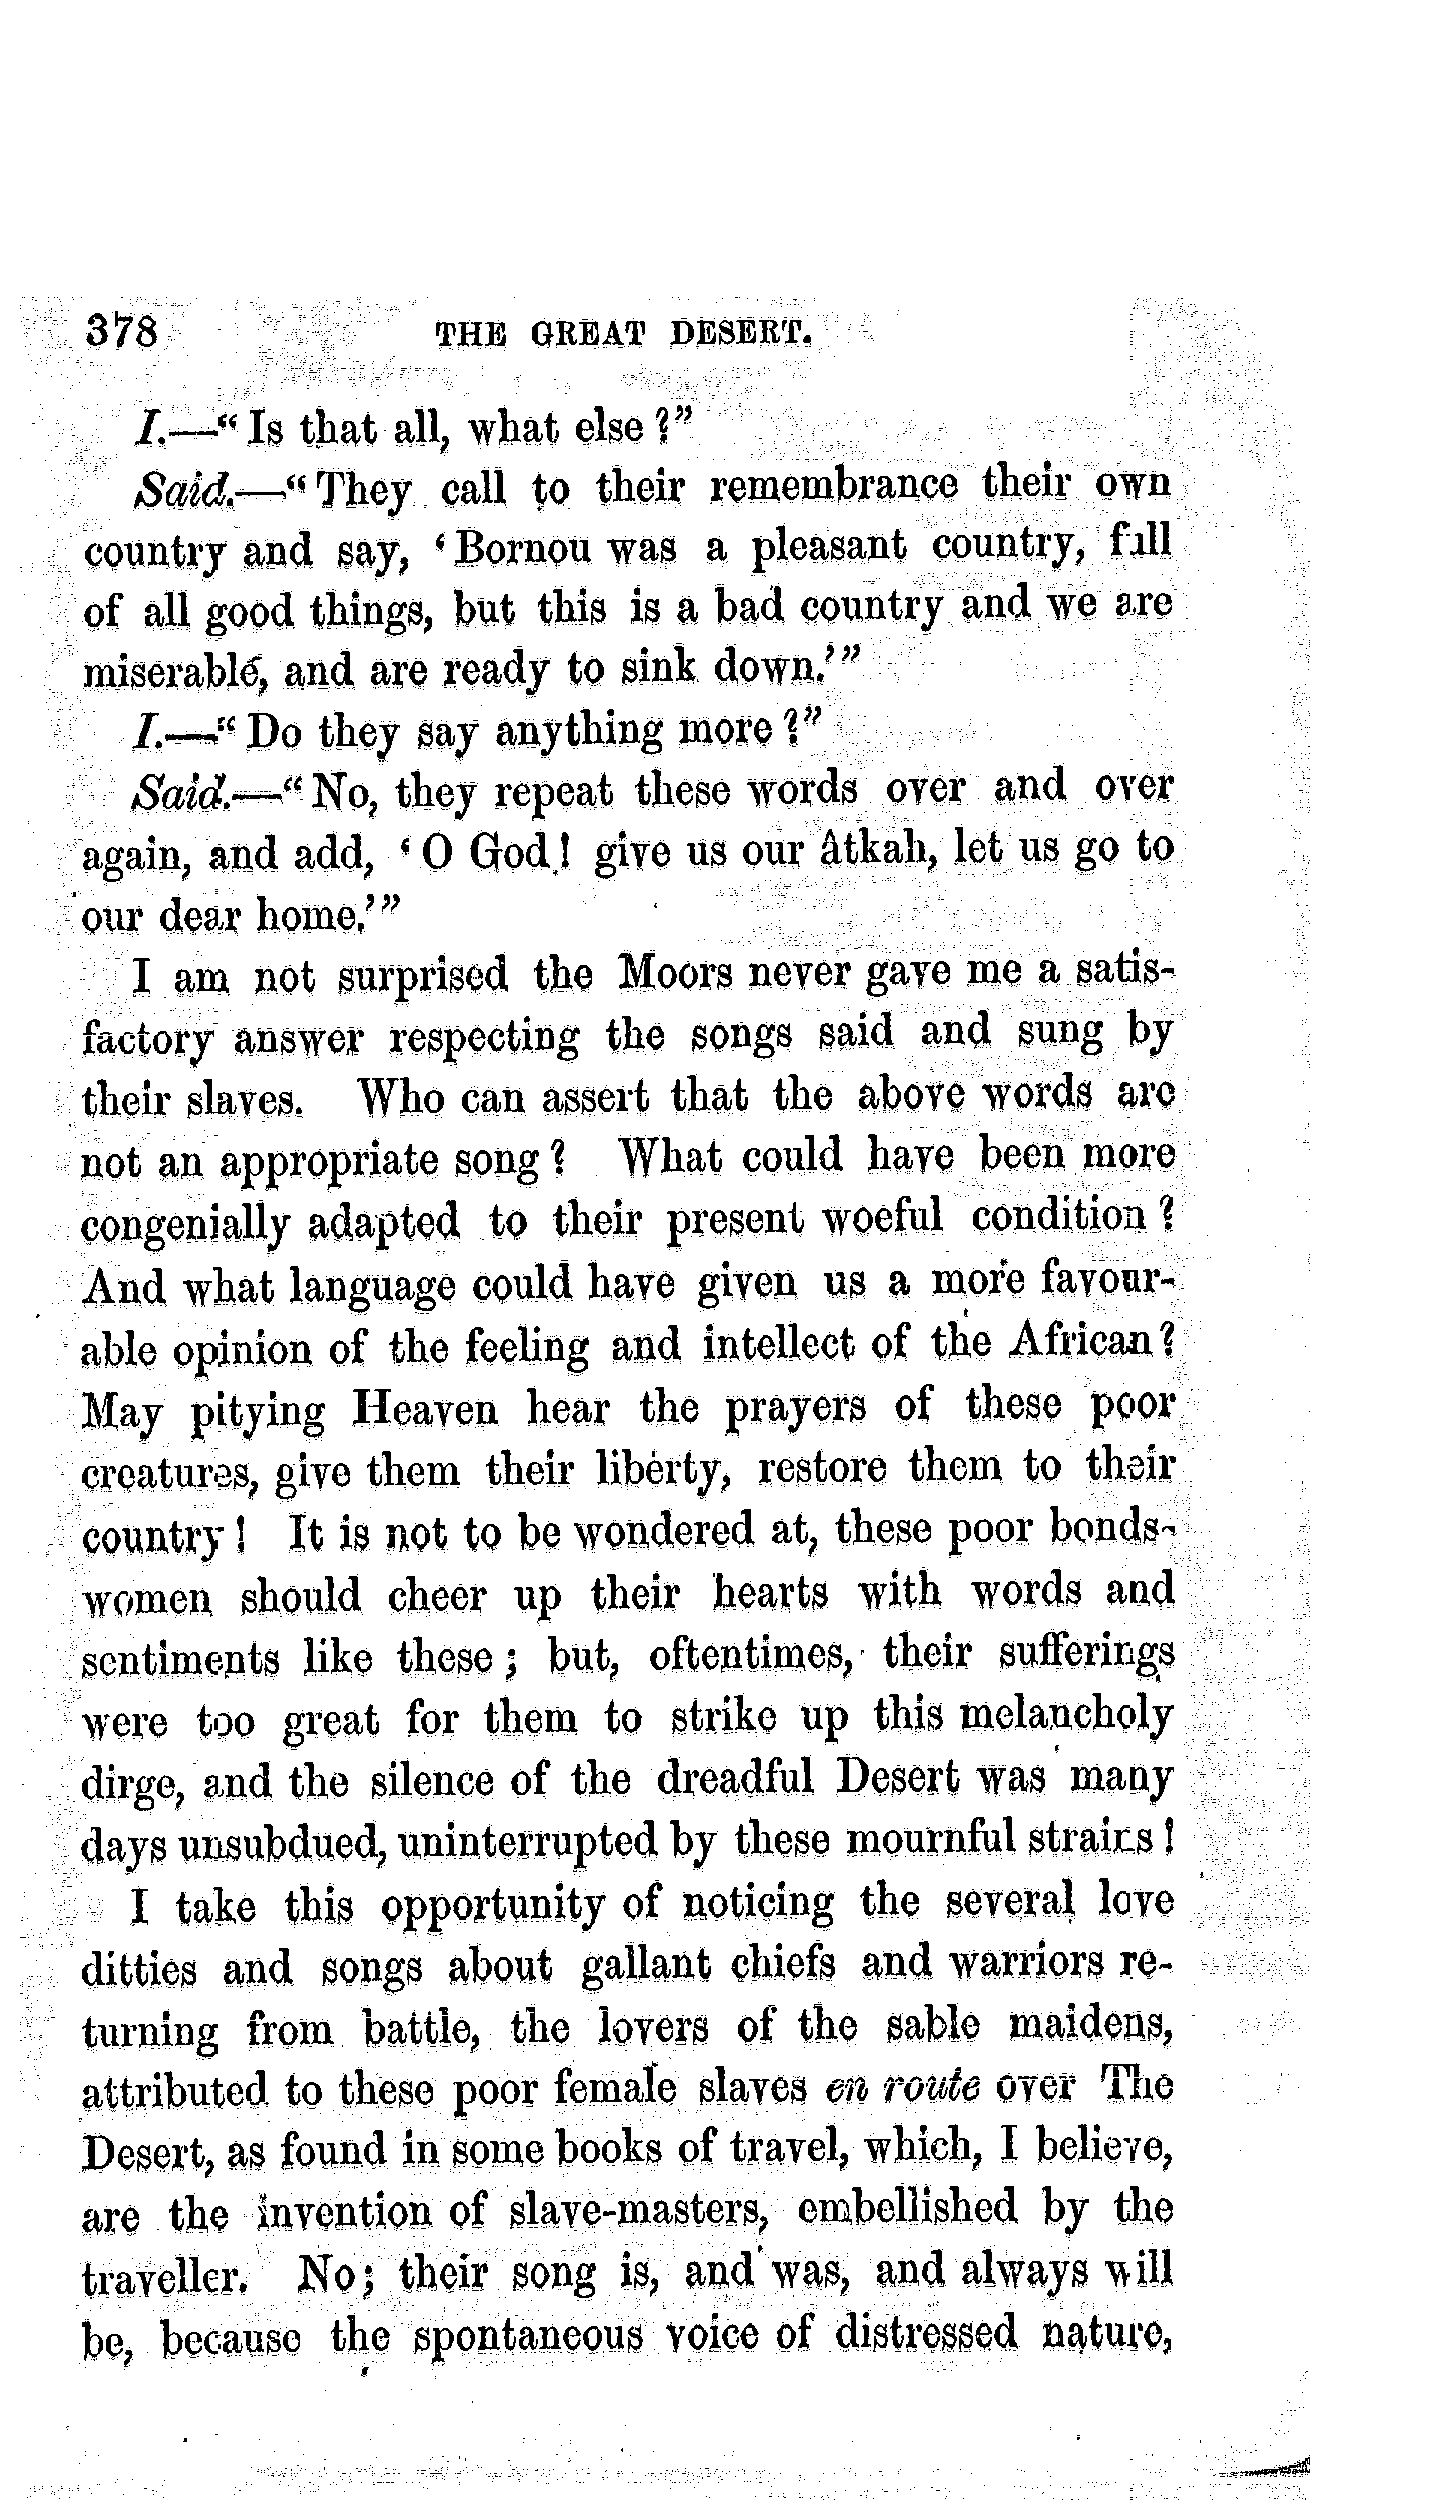 378 THE GREAT DESERT.
I.—“Is that all, what else?”
Said.—“They call to their remembrance their own
country and say, ‘Bornou was a pleasant country, full
of all good things, but this is a bad country and we are
miserable, and are ready to sink down.’”
I.—“Do they say anything more?”
Said.—“No, they repeat these words over and over
again, and add, ‘O God! give us our âtkah, let us go to
our dear home.’”
I am not surprised the Moors never gave me a satis-
factory answer respecting the songs said and sung by
their slaves. Who can assert that the above words are
not an appropriate song? What could have been more
congenially adapted to their present woeful condition?
And what language could have given us a more favour-
able opinion of the feeling and intellect of the African?
May pitying Heaven hear the prayers of these poor
creatures, give them their liberty, restore them to their
country! It is not to be wondered at, these poor bonds-
women should cheer up their hearts with words and
sentiments like these; but, oftentimes, their sufferings
were too great for them to strike up this melancholy
dirge, and the silence of the dreadful Desert was many
days unsubdued, uninterrupted by these mournful strains!
I take this opportunity of noticing the several love
ditties and songs about gallant chiefs and warriors re-
turning from battle, the lovers of the sable maidens,
attributed to these poor female slaves en route over The
Desert, as found in some books of travel, which, I believe,
are the invention of slave-masters, embellished by the
traveller. No; their song is, and was, and always will
be, because the spontaneous voice of distressed nature,